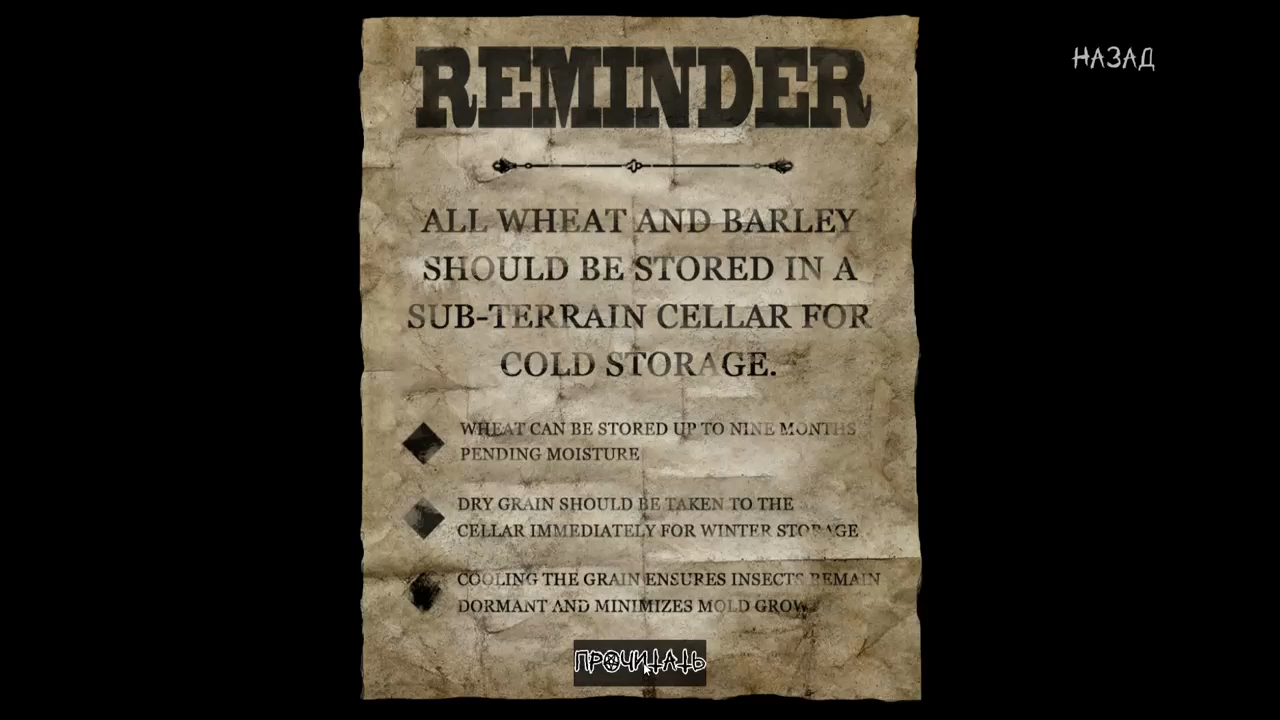 REMINDER
НАЗАД
ALL WHEAT AND BARLEY
SHOULD BE STORED IN A
SUB-TERRAIN CELLAR FOR
COLD STORAGE.
WHEAT CAN BE STORED UP TO NINE MONTHS
PENDING MOISTURE
DRY GRAIN SHOULD BE TAKEN TO THE
CELLAR IMMEDIATELY FOR WINTER STORAGE
COOLING THE GRAIN ENSURES INSECTS REMAIN
DORMANT AND MINIMIZES MOLD
ПРОЧИТАТЬ